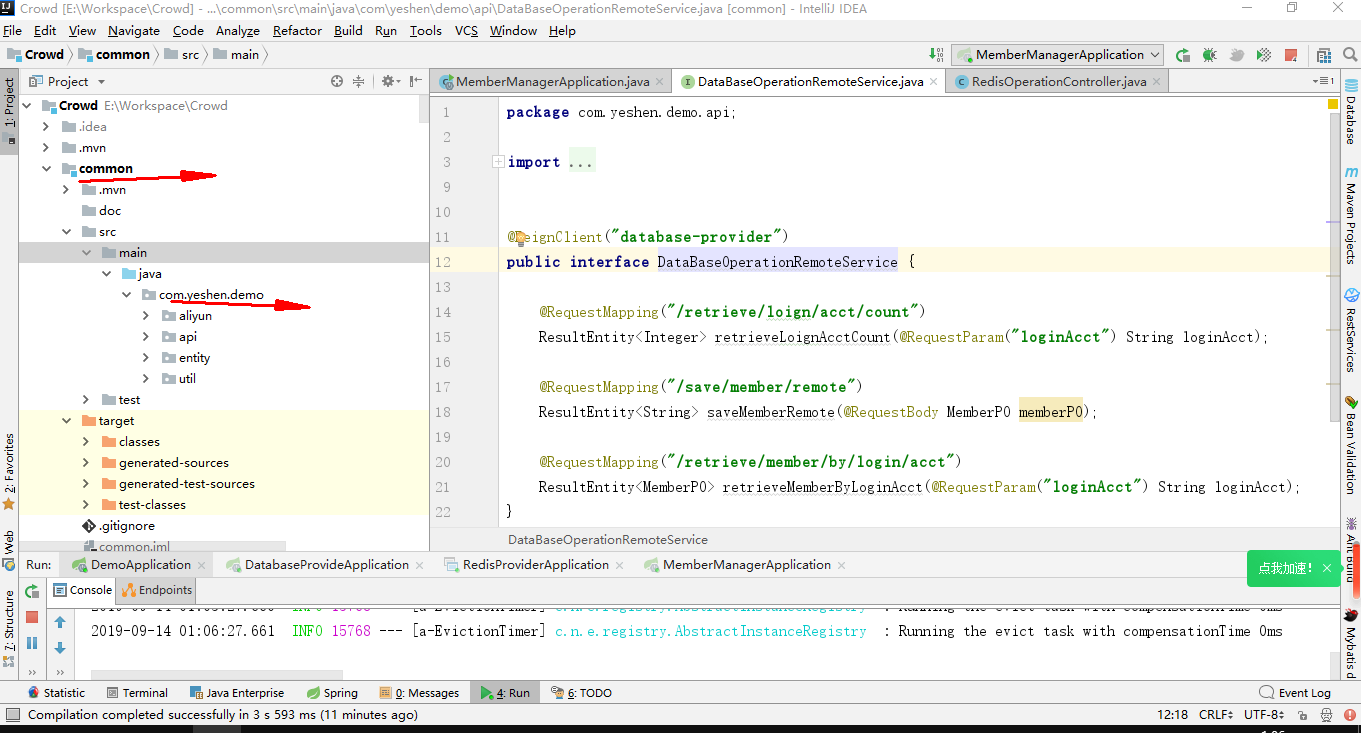 Crowd [E:\Workspace\Crowd] - ...\common\src\main\java\com\yeshen\demo\api\DataBaseOperationRemoteService.java [common] - IntelliJ IDEA
File Edit View Navigate Code Analyze Refactor Build Run Tools VCS Window Help
Crowd common src main MemberManagerApplication
Project MemberManagerApplication.java DataBaseOperationRemoteService.java RedisOperationController.java 1
1: Project
2: Favorites
Web
7: Structure
Crowd E:\Workspace\Crowd
.idea
.mvn
common
.mvn
doc
src
main
java
com.yeshen.demo
aliyun
api
entity
util
test
target
classes
generated-sources
generated-test-sources
test-classes
.gitignore
common.iml
1 package com.yeshen.demo.api;
2
3 import ...
9
10
11 @FeignClient("database-provider")
12 public interface DataBaseOperationRemoteService {
13
14 @RequestMapping("/retrieve/loign/acct/count")
15 ResultEntity<Integer> retrieveLoignAcctCount(@RequestParam("loginAcct") String loginAcct);
16
17 @RequestMapping("/save/member/remote")
18 ResultEntity<String> saveMemberRemote(@RequestBody MemberPO memberPO);
19
20 @RequestMapping("/retrieve/member/by/login/acct")
21 ResultEntity<MemberPO> retrieveMemberByLoginAcct(@RequestParam("loginAcct") String loginAcct);
22 }
DataBaseOperationRemoteService
Database
Maven Projects
RestServices
Bean Validation
Ant Build
Mybatis d
点我加速!
Run: DemoApplication DatabaseProvideApplication RedisProviderApplication MemberManagerApplication
Console Endpoints
2019-09-14 01:06:27.661 INFO 15768 --- [a-EvictionTimer] c.n.e.registry.AbstractInstanceRegistry : Running the evict task with compensationTime 0ms
Statistic Terminal Java Enterprise Spring 0: Messages 4: Run 6: TODO Event Log
Compilation completed successfully in 3 s 593 ms (11 minutes ago) 12:18 CRLF UTF-8